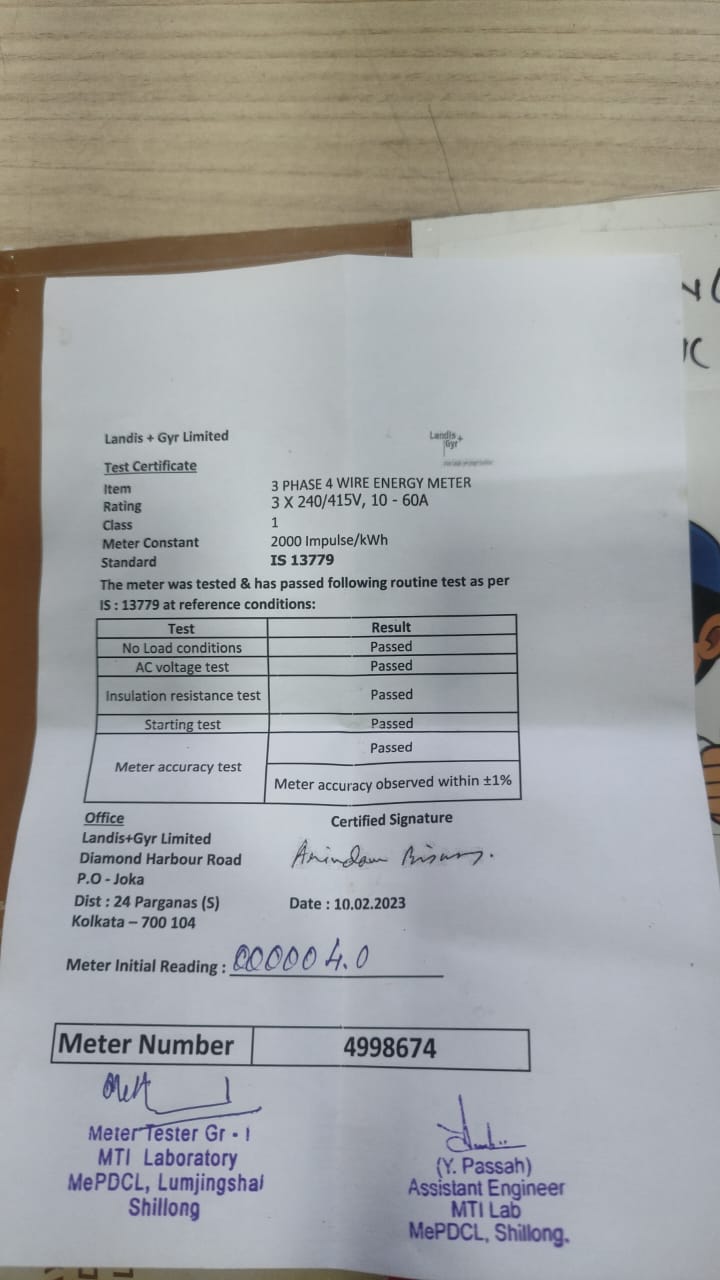 Landis + Gyr Limited
Landis
Gyr
+
Test Certificate
Item 3 PHASE 4 WIRE ENERGY METER
Rating 3 X 240/415V, 10 - 60A
Class 1
Meter Constant 2000 Impulse/kWh
Standard IS 13779
The meter was tested & has passed following routine test as per
IS : 13779 at reference conditions:
Test Result
No Load conditions Passed
AC voltage test Passed
Insulation resistance test Passed
Starting test Passed
Meter accuracy test Passed
Meter accuracy observed within ±1%
Office Certified Signature
Landis+Gyr Limited
Diamond Harbour Road
P.O - Joka
Dist : 24 Parganas (S) Date : 10.02.2023
Kolkata – 700 104
Meter Initial Reading : 000004.0
Meter Number 4998674
Meter Tester Gr - I
MTI Laboratory
MePDCL, Lumjingshai
Shillong
(Y. Passah)
Assistant Engineer
MTI Lab
MePDCL, Shillong.